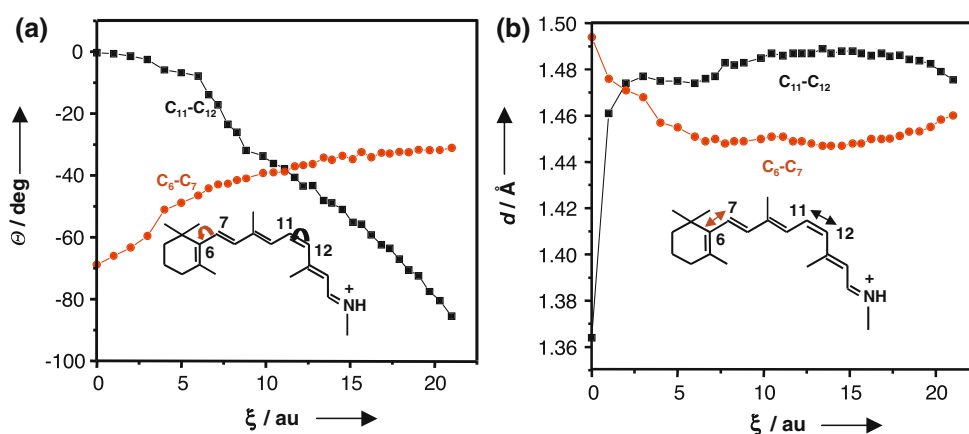 (a)
0
-20
-40
-60
-80
-100
Θ / deg
C11–C12
C6–C7
7
6
11
12
+
NH
0 5 10 15 20
ξ / au
(b)
1.50
1.48
1.46
1.44
1.42
1.40
1.38
1.36
d / Å
C11–C12
C6–C7
7
6
11
12
+
NH
0 5 10 15 20
ξ / au